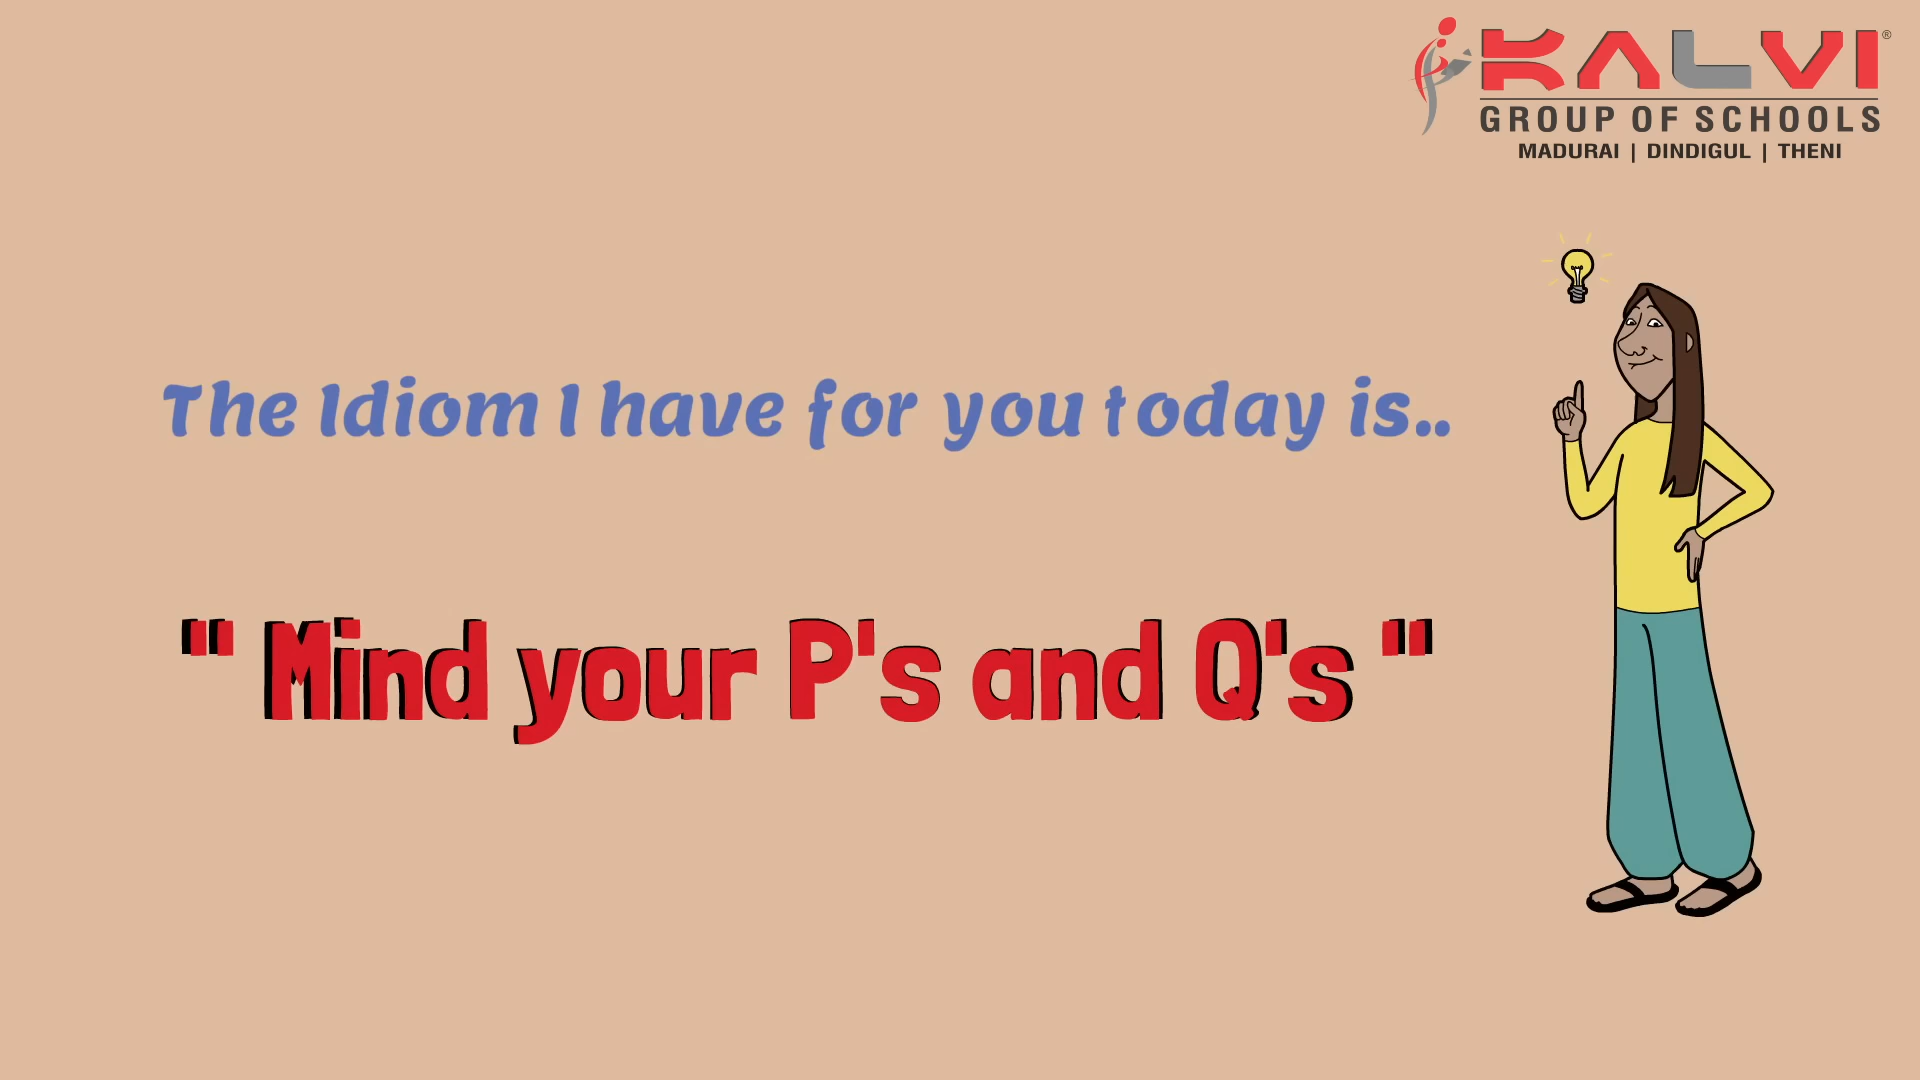 KALVI®
GROUP OF SCHOOLS
MADURAI | DINDIGUL | THENI
The Idiom I have for you today is..
" Mind your P's and Q's "